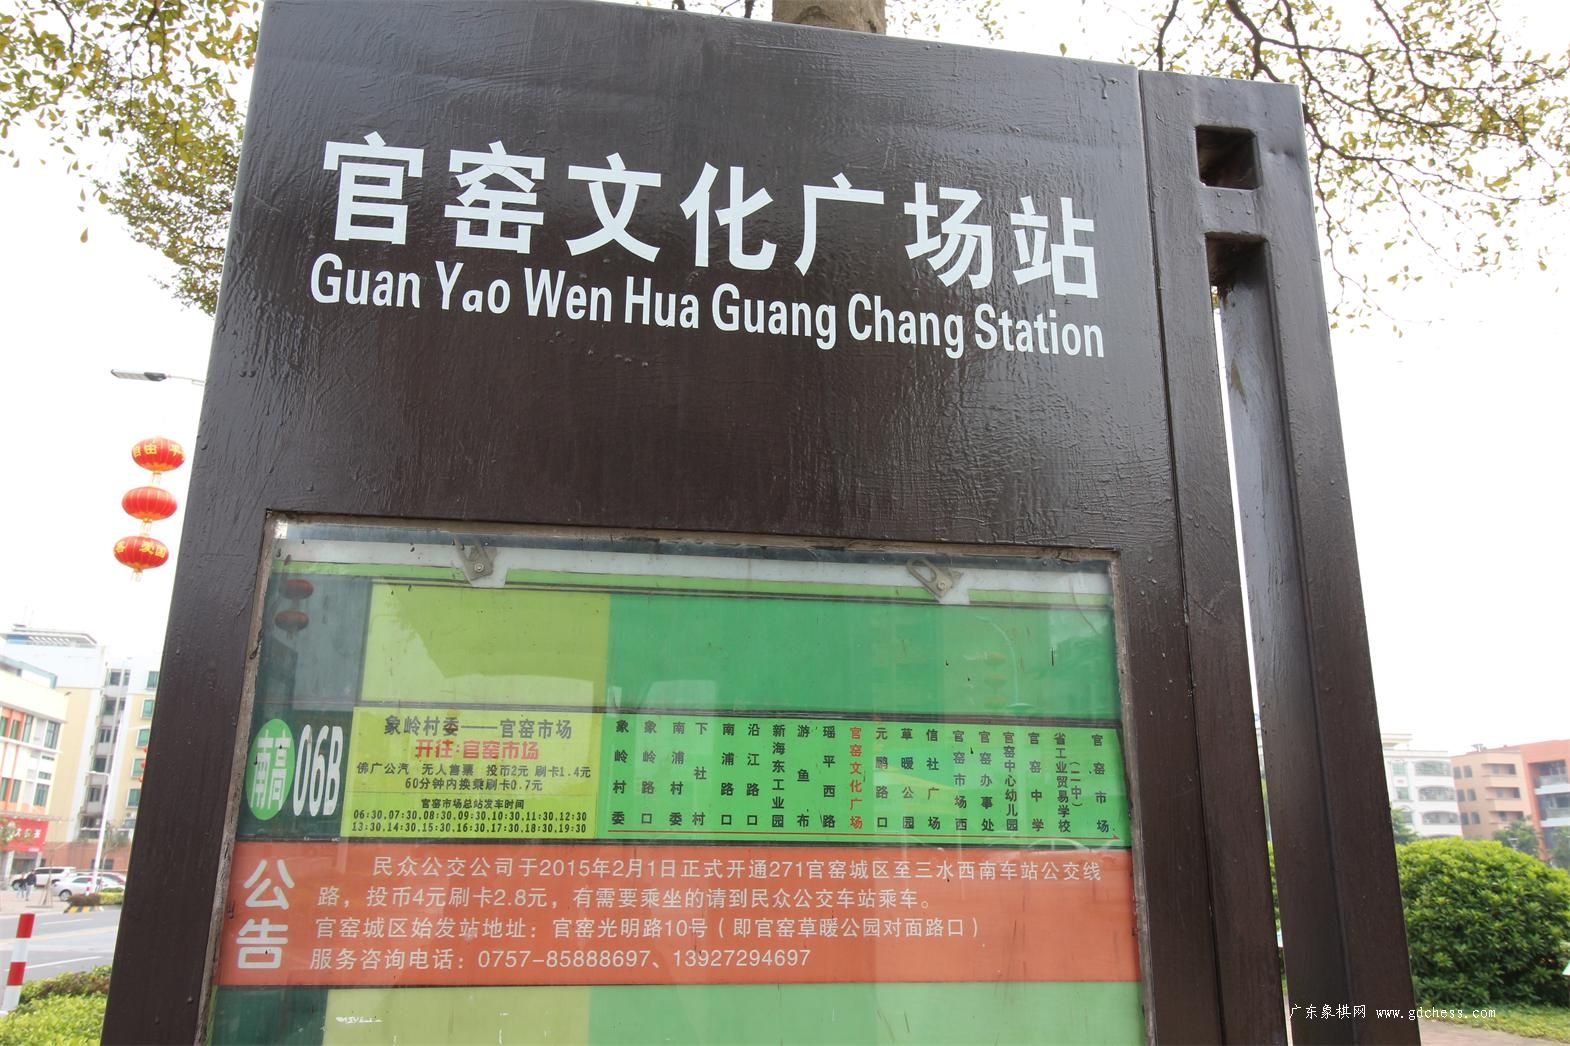 官窑文化广场站
Guan Yao Wen Hua Guang Chang Station
自由 平
爱国
南高 06B
象岭村委——官窑市场
开往:官窑市场
佛广公汽 无人售票 投币2元 刷卡1.4元
60分钟内换乘刷卡0.7元
官窑市场总站发车时间
06:30,07:30,08:30,09:30,10:30,11:30,12:30
13:30,14:30,15:30,16:30,17:30,18:30,19:30
象岭村委
象岭路口
南浦村委
下社村
南浦路口
沿江路口
新海东工业园
游鱼布
瑶平西路
官窑文化广场
元鹏路口
草暖公园
信社广场
官窑市场西
官窑办事处
官窑中心幼儿园
官窑中学
省工业贸易学校(二中)
官窑市场
公告
民众公交公司于2015年2月1日正式开通271官窑城区至三水西南车站公交线
路，投币4元刷卡2.8元，有需要乘坐的请到民众公交车站乘车。
官窑城区始发站地址：官窑光明路10号（即官窑草暖公园对面路口）
服务咨询电话：0757-85888697、13927294697
广东象棋网 www.gdchess.com